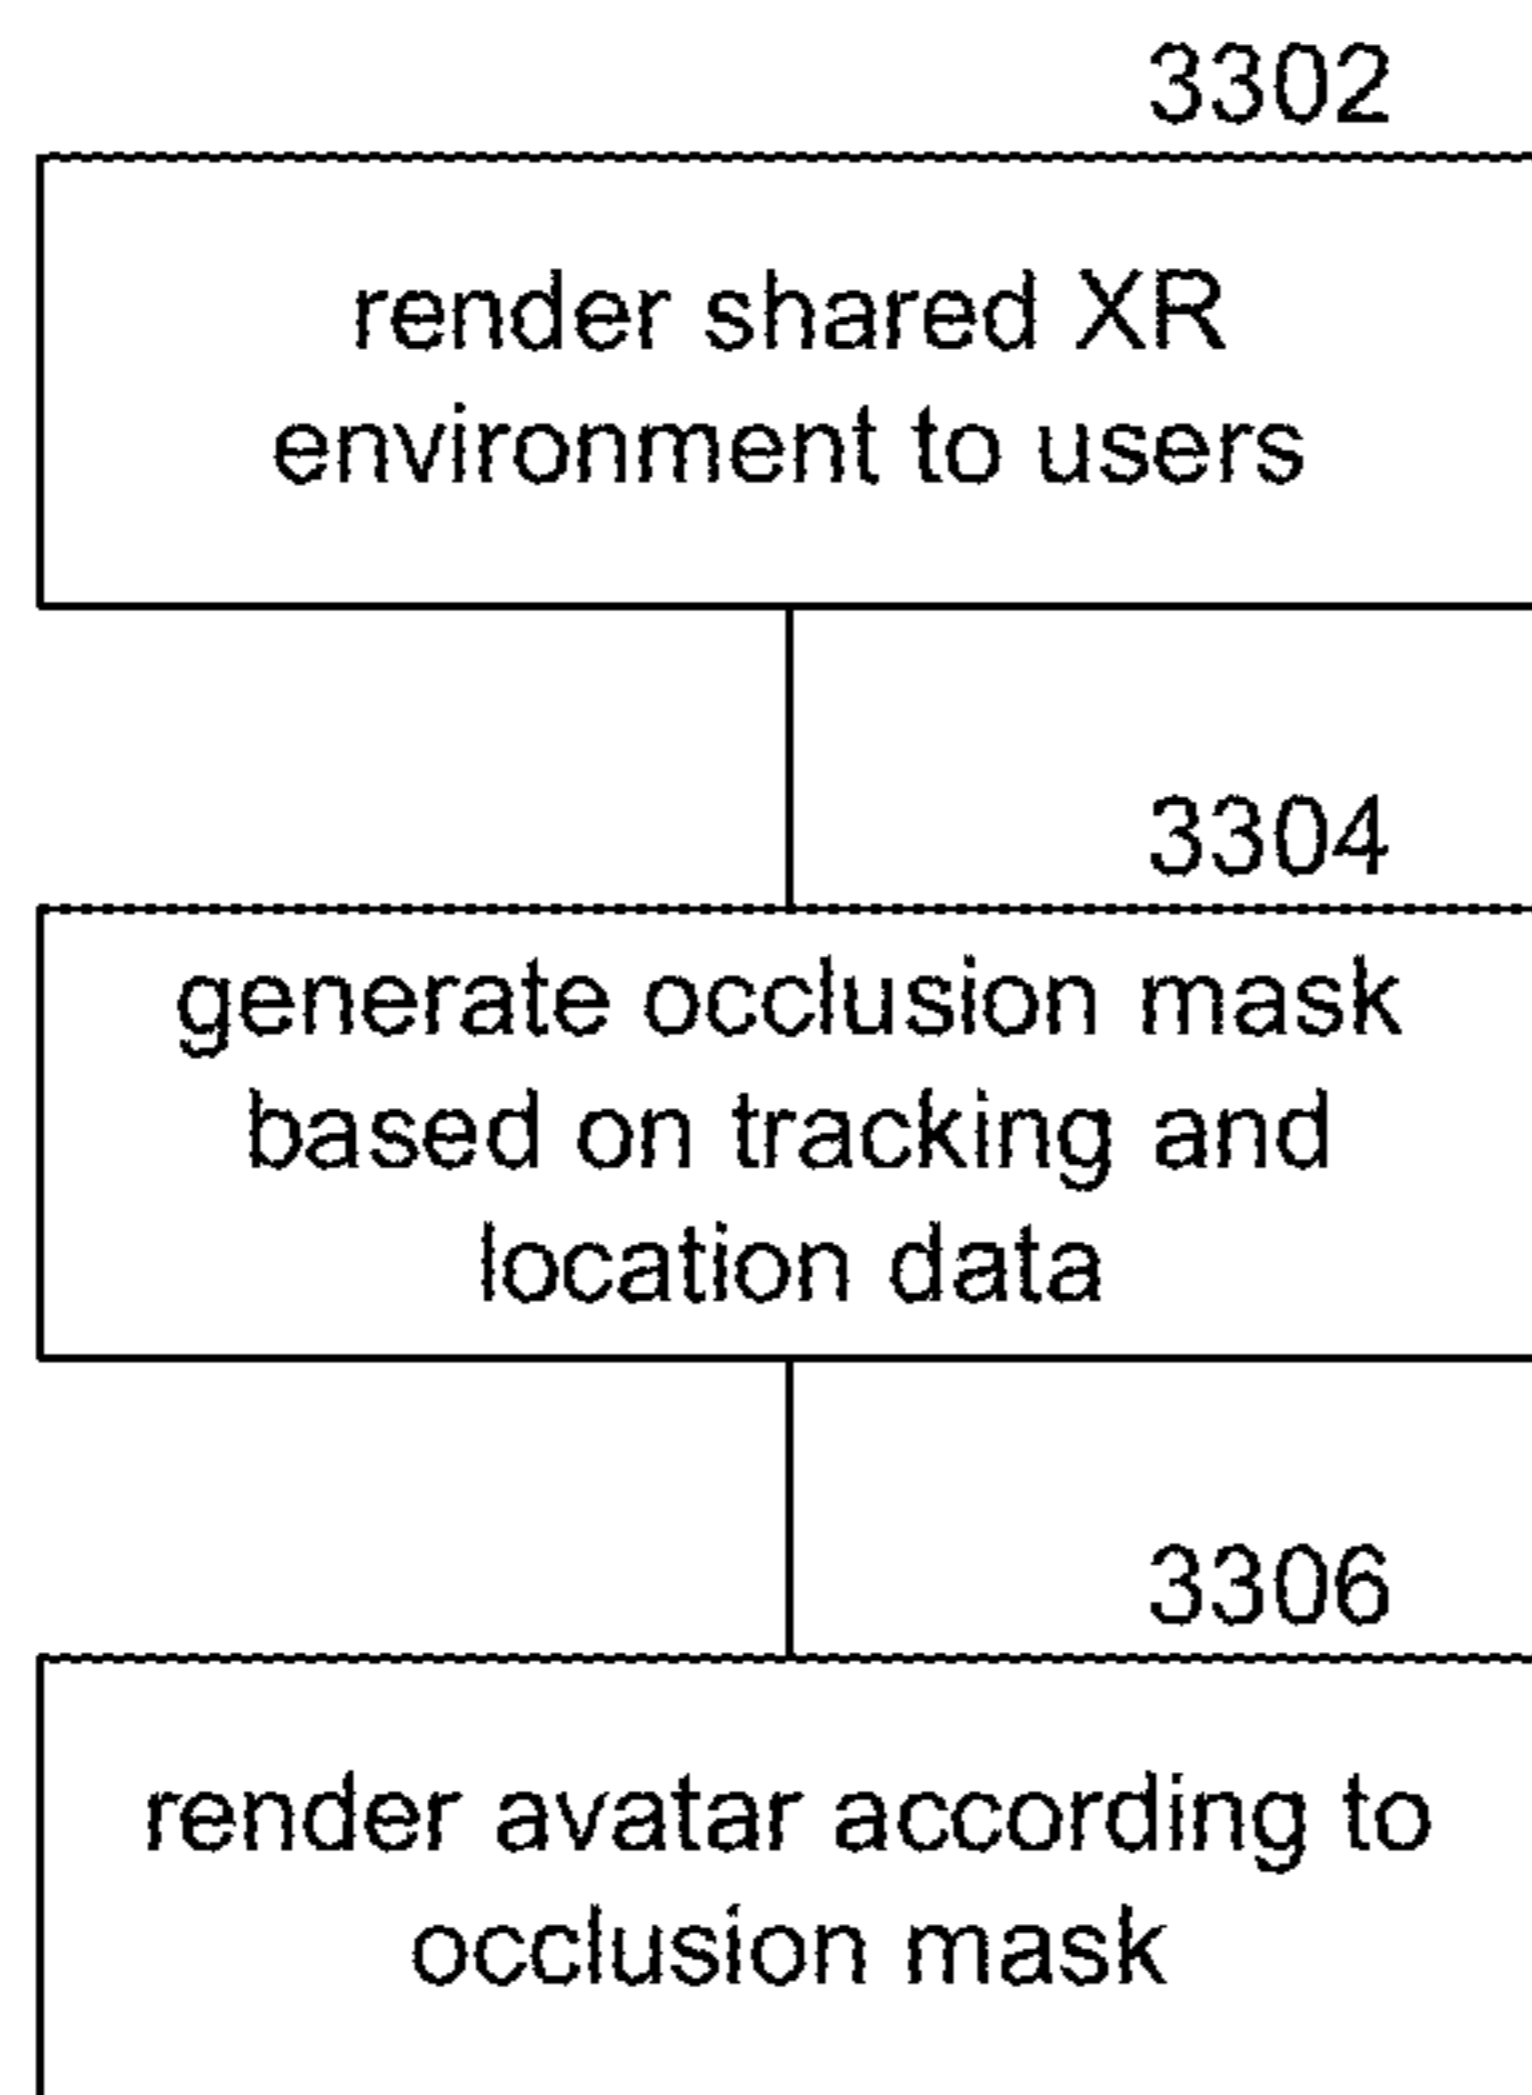 3302
render shared XR
environment to users
3304
generate occlusion mask
based on tracking and
location data
3306
render avatar according to
occlusion mask